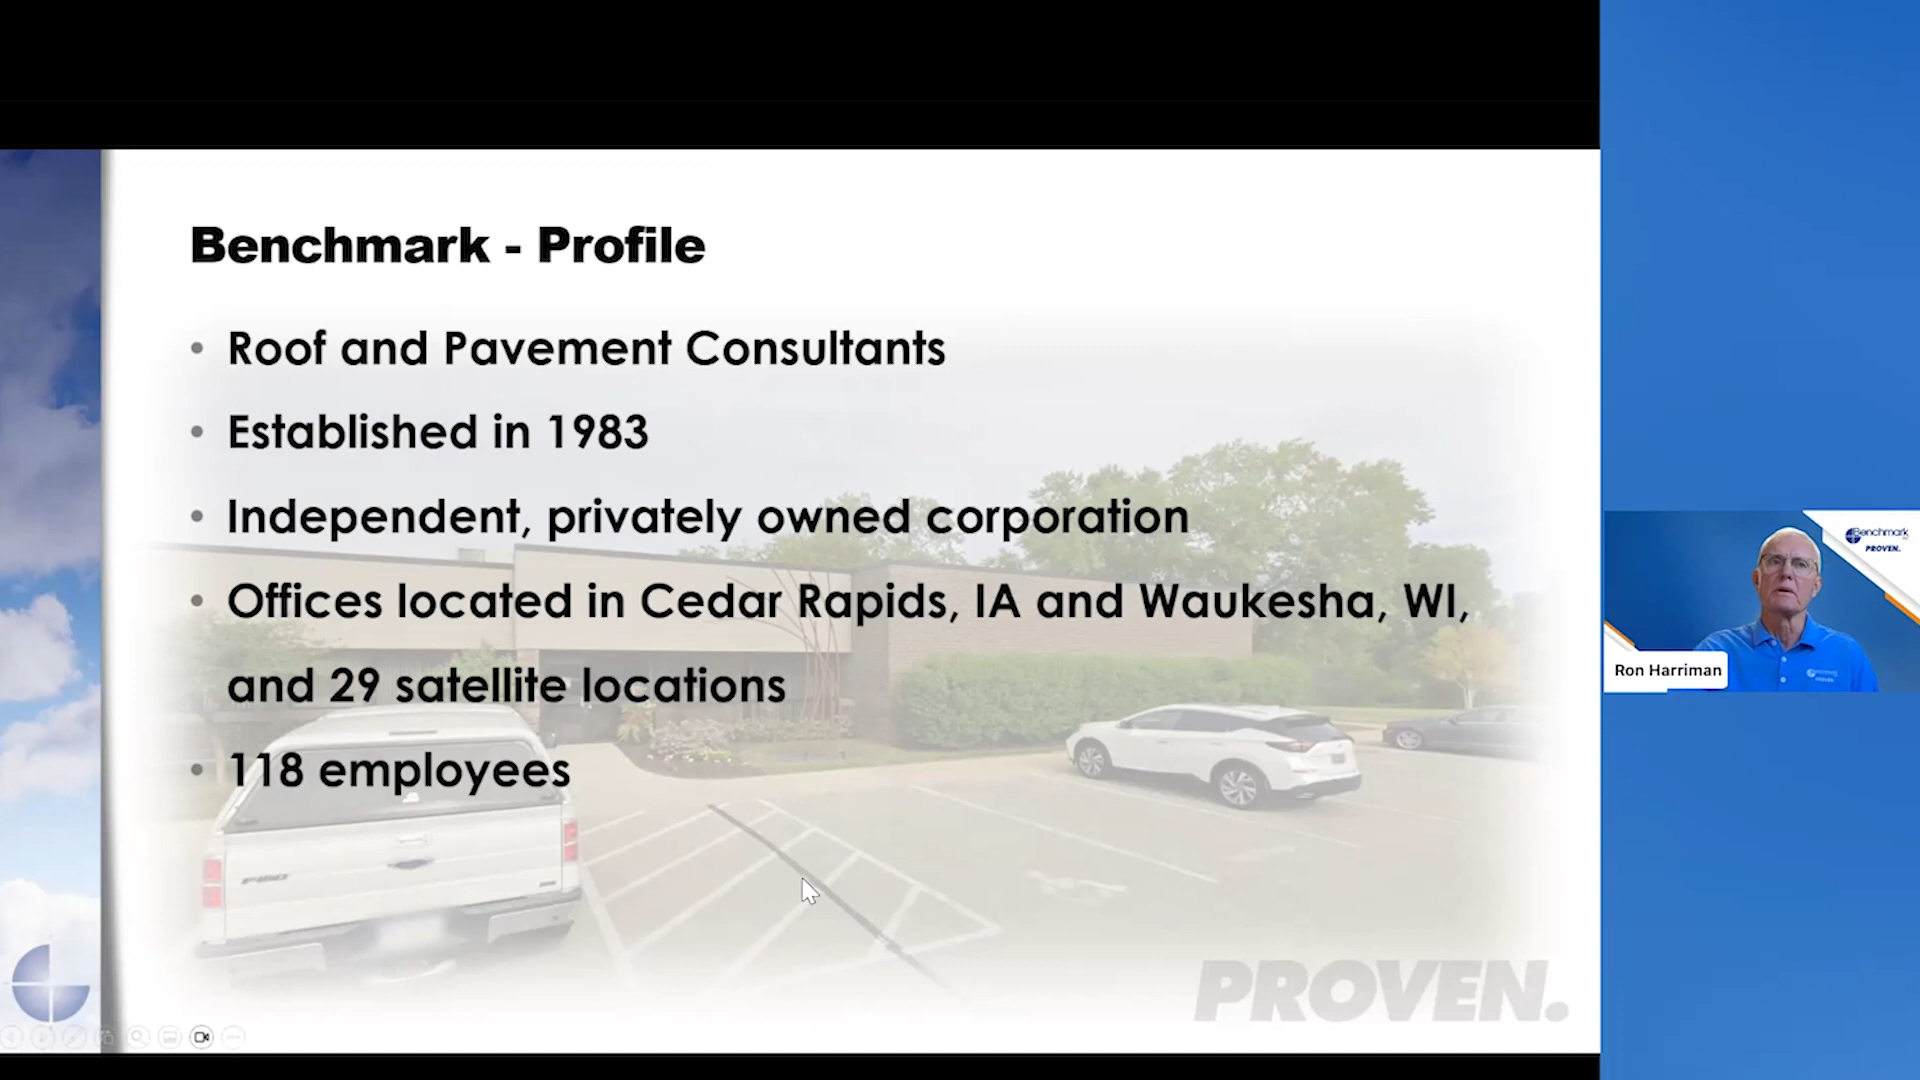 Benchmark - Profile
• Roof and Pavement Consultants
• Established in 1983
• Independent, privately owned corporation
• Offices located in Cedar Rapids, IA and Waukesha, WI,
and 29 satellite locations
• 118 employees
F150
PROVEN.
Benchmark
PROVEN.
Ron Harriman